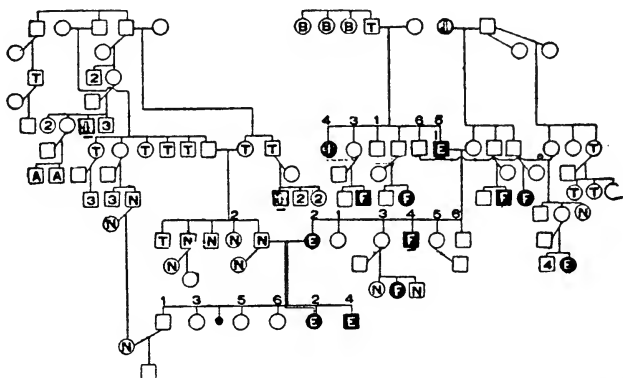 B B B T
T
2
2 3
4 3 1 6 5
T T T T T T E
A A F F F
3 3 N 2 2 T T
2 2 1 3 4 5 6
T N N N N E F N
N N 4 E
N F N
1 3 5 6 2 4
N E E